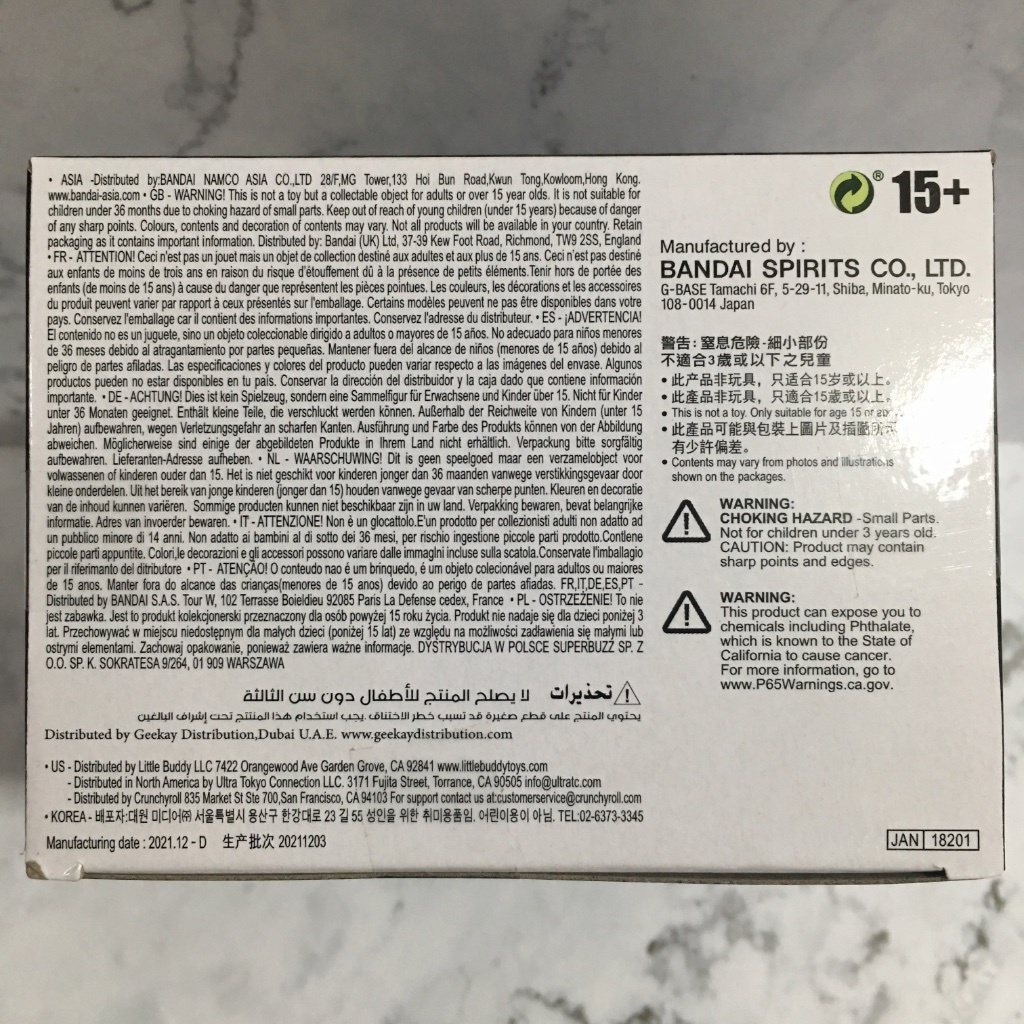 • ASIA -Distributed by:BANDAI NAMCO ASIA CO.,LTD 28/F,MG Tower,133 Hoi Bun Road,Kwun Tong,Kowloom,Hong Kong.
www.bandai-asia.com • GB - WARNING! This is not a toy but a collectable object for adults or over 15 year olds. It is not suitable for
children under 36 months due to choking hazard of small parts. Keep out of reach of young children (under 15 years) because of danger
of any sharp points. Colours, contents and decoration of contents may vary. Not all products will be available in your country. Retain
packaging as it contains important information. Distributed by: Bandai (UK) Ltd, 37-39 Kew Foot Road, Richmond, TW9 2SS, England
• FR - ATTENTION! Ceci n'est pas un jouet mais un objet de collection destiné aux adultes et aux plus de 15 ans. Ceci n'est pas destiné
aux enfants de moins de trois ans en raison du risque d'étouffement dû à la présence de petits éléments.Tenir hors de portée des
enfants (de moins de 15 ans) à cause du danger que représentent les pièces pointues. Les couleurs, les décorations et les accessoires
du produit peuvent varier par rapport à ceux présentés sur l'emballage. Certains modèles peuvent ne pas être disponibles dans votre
pays. Conservez l'emballage car il contient des informations importantes. Conservez l'adresse du distributeur. • ES - ¡ADVERTENCIA!
El contenido no es un juguete, sino un objeto coleccionable dirigido a adultos o mayores de 15 años. No adecuado para niños menores
de 36 meses debido al atragantamiento por partes pequeñas. Mantener fuera del alcance de niños (menores de 15 años) debido al
peligro de partes afiladas. Las especificaciones y colores del producto pueden variar respecto a las imágenes del envase. Algunos
productos pueden no estar disponibles en tu país. Conservar la dirección del distribuidor y la caja dado que contiene información
importante. • DE - ACHTUNG! Dies ist kein Spielzeug, sondern eine Sammelfigur für Erwachsene und Kinder über 15. Nicht für Kinder
unter 36 Monaten geeignet. Enthält kleine Teile, die verschluckt werden können. Außerhalb der Reichweite von Kindern (unter 15
Jahren) aufbewahren, wegen Verletzungsgefahr an scharfen Kanten. Ausführung und Farbe des Produkts können von der Abbildung
abweichen. Möglicherweise sind einige der abgebildeten Produkte in Ihrem Land nicht erhältlich. Verpackung bitte sorgfältig
aufbewahren. Lieferanten-Adresse aufheben. • NL - WAARSCHUWING! Dit is geen speelgoed maar een verzamelobject voor
volwassenen of kinderen ouder dan 15. Het is niet geschikt voor kinderen jonger dan 36 maanden vanwege verstikkingsgevaar door
kleine onderdelen. Uit het bereik van jonge kinderen (jonger dan 15) houden vanwege gevaar van scherpe punten. Kleuren en decoratie
van de inhoud kunnen variëren. Sommige producten kunnen niet beschikbaar zijn in uw land. Verpakking bewaren, bevat belangrijke
informatie. Adres van invoerder bewaren. • IT - ATTENZIONE! Non è un glocattolo.E'un prodotto per collezionisti adulti non adatto ad
un pubblico minore di 14 anni. Non adatto ai bambini al di sotto dei 36 mesi, per rischio ingestione piccole parti prodotto.Contiene
piccole parti appuntite. Colori,le decorazioni e gli accessori possono variare dalle immaglni incluse sulla scatola.Conservate l'imballagio
per il riferimanto del ditributore • PT - ATENÇÃO! O conteudo nao é um brinquedo, é um objeto colecionável para adultos ou maiores
de 15 anos. Manter fora do alcance das crianças(menores de 15 anos) devido ao perigo de partes afiadas. FR,IT,DE,ES,PT -
Distributed by BANDAI S.A.S. Tour W, 102 Terrasse Boieldieu 92085 Paris La Defense cedex, France • PL - OSTRZEŻENIE! To nie
jest zabawka. Jest to produkt kolekcjonerski przeznaczony dla osób powyżej 15 roku życia. Produkt nie nadaje się dla dzieci poniżej 3
lat. Przechowywać w miejscu niedostępnym dla małych dzieci (poniżej 15 lat) ze względu na możliwości zadławienia się małymi lub
ostrymi elementami. Zachowaj opakowanie, ponieważ zawiera ważne informacje. DYSTRYBUCJA W POLSCE SUPERBUZZ SP. Z
O.O. SP. K. SOKRATESA 9/264, 01 909 WARSZAWA
تحذيرات لا يصلح المنتج للأطفال دون سن الثالثة
يحتوي المنتج على قطع صغيرة قد تسبب خطر الاختناق. يجب استخدام هذا المنتج تحت إشراف البالغين
Distributed by Geekay Distribution,Dubai U.A.E. www.geekaydistribution.com
• US - Distributed by Little Buddy LLC 7422 Orangewood Ave Garden Grove, CA 92841 www.littlebuddytoys.com
- Distributed in North America by Ultra Tokyo Connection LLC. 3171 Fujita Street, Torrance, CA 90505 info@ultratc.com
- Distributed by Crunchyroll 835 Market St Ste 700,San Francisco, CA 94103 For support contact us at:customerservice@crunchyroll.com
• KOREA - 배포자:대원 미디어㈜ 서울특별시 용산구 한강대로 23 길 55 성인을 위한 취미용품임. 어린이용이 아님. TEL:02-6373-3345
Manufacturing date : 2021.12 - D 生产批次 20211203
® 15+
Manufactured by :
BANDAI SPIRITS CO., LTD.
G-BASE Tamachi 6F, 5-29-11, Shiba, Minato-ku, Tokyo
108-0014 Japan
警告: 窒息危險-細小部份
不適合3歲或以下之兒童
• 此产品非玩具，只适合15岁或以上。
• 此產品非玩具，只適合15歲或以上。
• This is not a toy. Only suitable for age 15 or
• 此產品可能與包裝上圖片及插圖所示
有少許偏差。
• Contents may vary from photos and illustrations
shown on the packages.
WARNING:
CHOKING HAZARD -Small Parts.
Not for children under 3 years old.
CAUTION: Product may contain
sharp points and edges.
WARNING:
This product can expose you to
chemicals including Phthalate,
which is known to the State of
California to cause cancer.
For more information, go to
www.P65Warnings.ca.gov.
JAN 18201